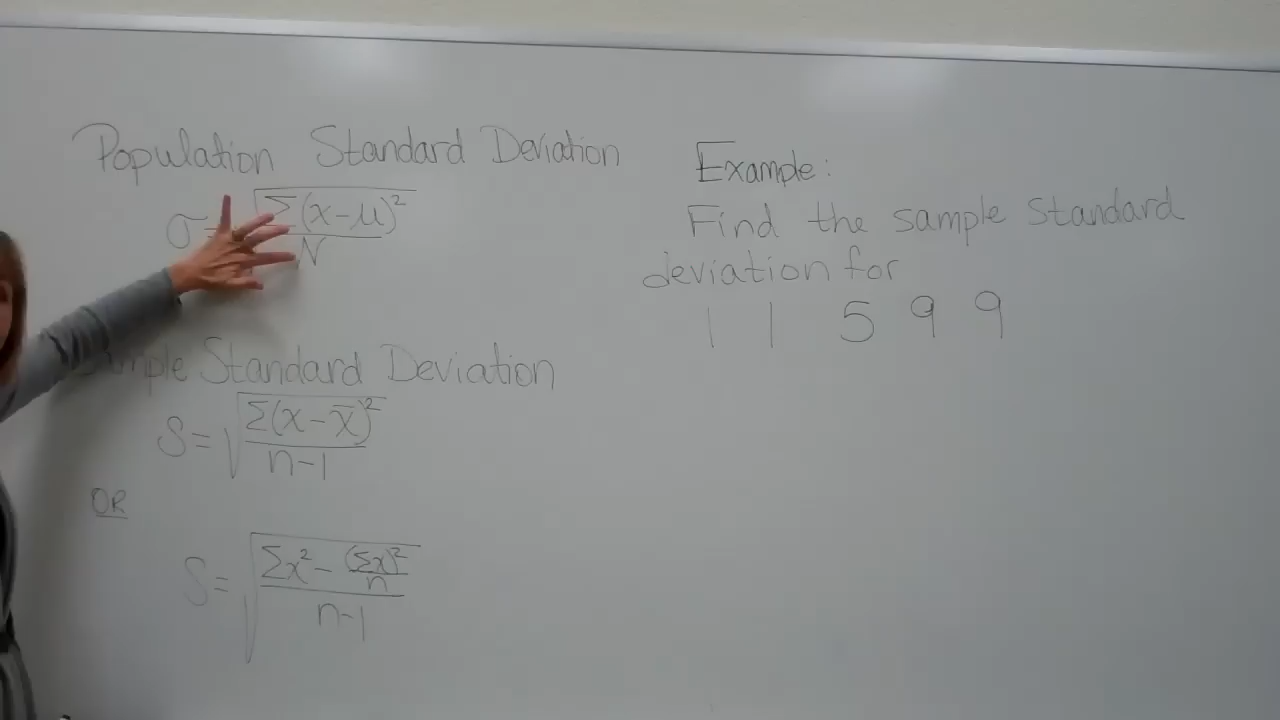 Population Standard Deviation
σ = √(Σ(x-μ)² / N)
Sample Standard Deviation
S = √(Σ(x-x̄)² / n-1)
OR
S = √(Σx² - (Σx)²/n / n-1)
Example:
Find the sample standard
deviation for
1 1 5 9 9